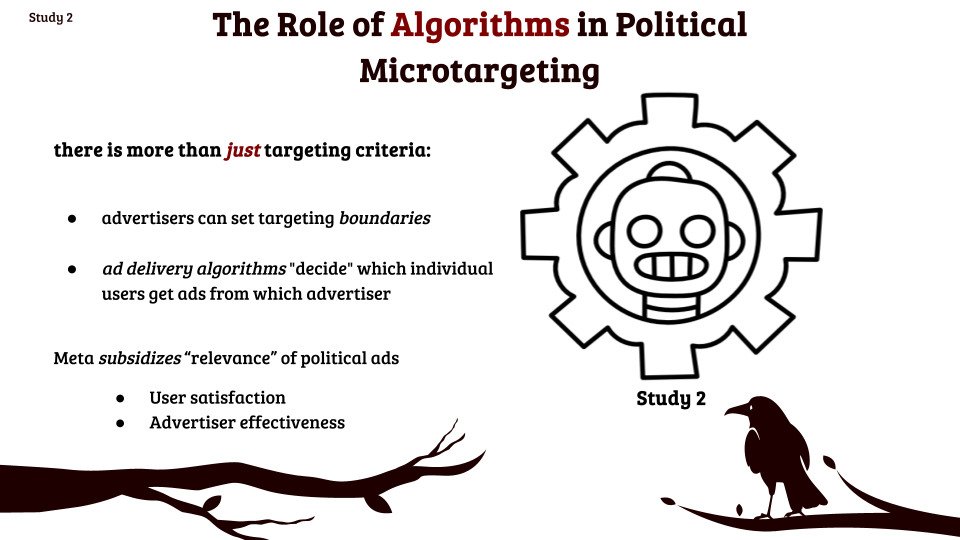 Study 2
The Role of Algorithms in Political
Microtargeting
there is more than just targeting criteria:
● advertisers can set targeting boundaries
● ad delivery algorithms "decide" which individual
users get ads from which advertiser
Meta subsidizes “relevance” of political ads
● User satisfaction
● Advertiser effectiveness
Study 2